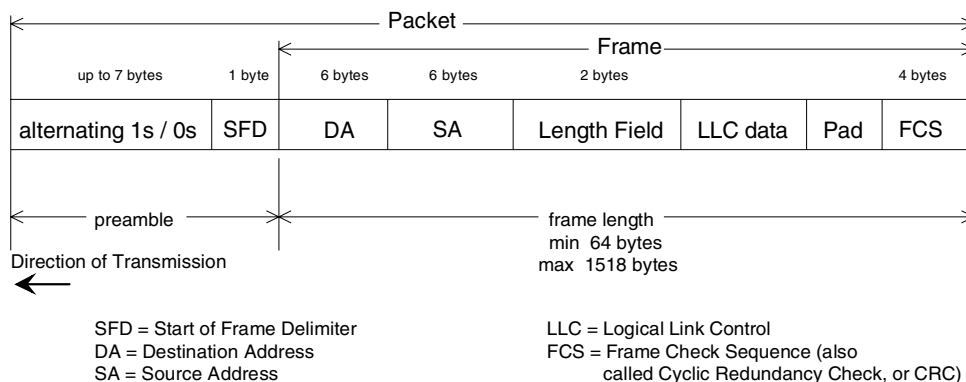 Packet
Frame
up to 7 bytes 1 byte 6 bytes 6 bytes 2 bytes 4 bytes
alternating 1s / 0s SFD DA SA Length Field LLC data Pad FCS
preamble frame length
min 64 bytes
max 1518 bytes
Direction of Transmission
SFD = Start of Frame Delimiter
DA = Destination Address
SA = Source Address
LLC = Logical Link Control
FCS = Frame Check Sequence (also
called Cyclic Redundancy Check, or CRC)